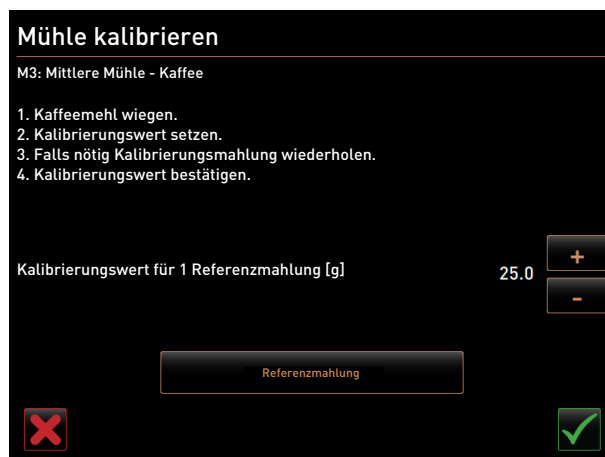 Mühle kalibrieren
M3: Mittlere Mühle - Kaffee
1. Kaffeemehl wiegen.
2. Kalibrierungswert setzen.
3. Falls nötig Kalibrierungsmahlung wiederholen.
4. Kalibrierungswert bestätigen.
+
Kalibrierungswert für 1 Referenzmahlung [g] 25.0
-
Referenzmahlung